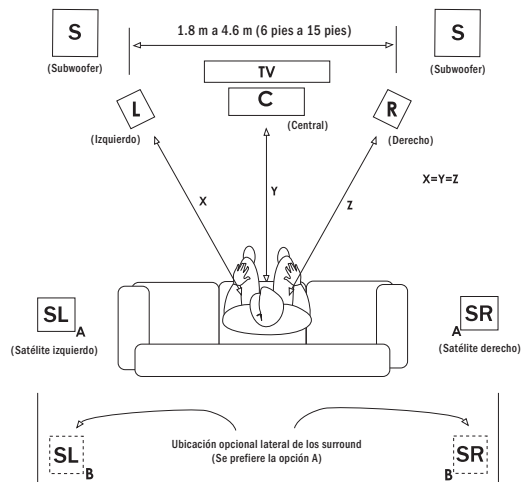 S
(Subwoofer)
1.8 m a 4.6 m (6 pies a 15 pies)
S
(Subwoofer)
TV
C
(Central)
L
(Izquierdo)
R
(Derecho)
X
Y
Z
X=Y=Z
SL
A
(Satélite izquierdo)
A
SR
(Satélite derecho)
Ubicación opcional lateral de los surround
(Se prefiere la opción A)
SL
B
SR
B